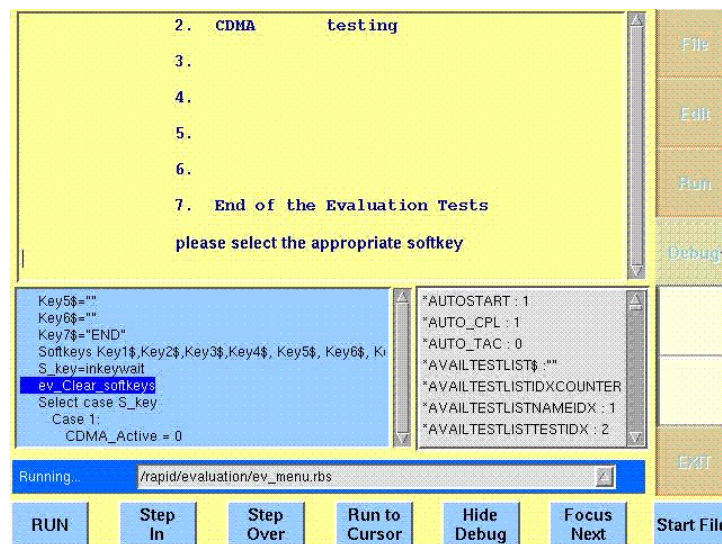 2. CDMA testing
3.
4.
5.
6.
7. End of the Evaluation Tests
please select the appropriate softkey
File
Edit
Run
Debug
Key5$=""
Key6$=""
Key7$="END"
Softkeys Key1$,Key2$,Key3$,Key4$, Key5$, Key6$, K
S_key=inkeywait
ev_Clear_softkeys
Select case S_key
Case 1:
CDMA_Active = 0
*AUTOSTART : 1
*AUTO_CPL : 1
*AUTO_TAC : 0
*AVAILTESTLIST$ :""
*AVAILTESTLISTIDXCOUNTER
*AVAILTESTLISTNAMEIDX : 1
*AVAILTESTLISTTESTIDX : 2
EXIT
Running...
/rapid/evaluation/ev_menu.rbs
RUN
Step In
Step Over
Run to Cursor
Hide Debug
Focus Next
Start File